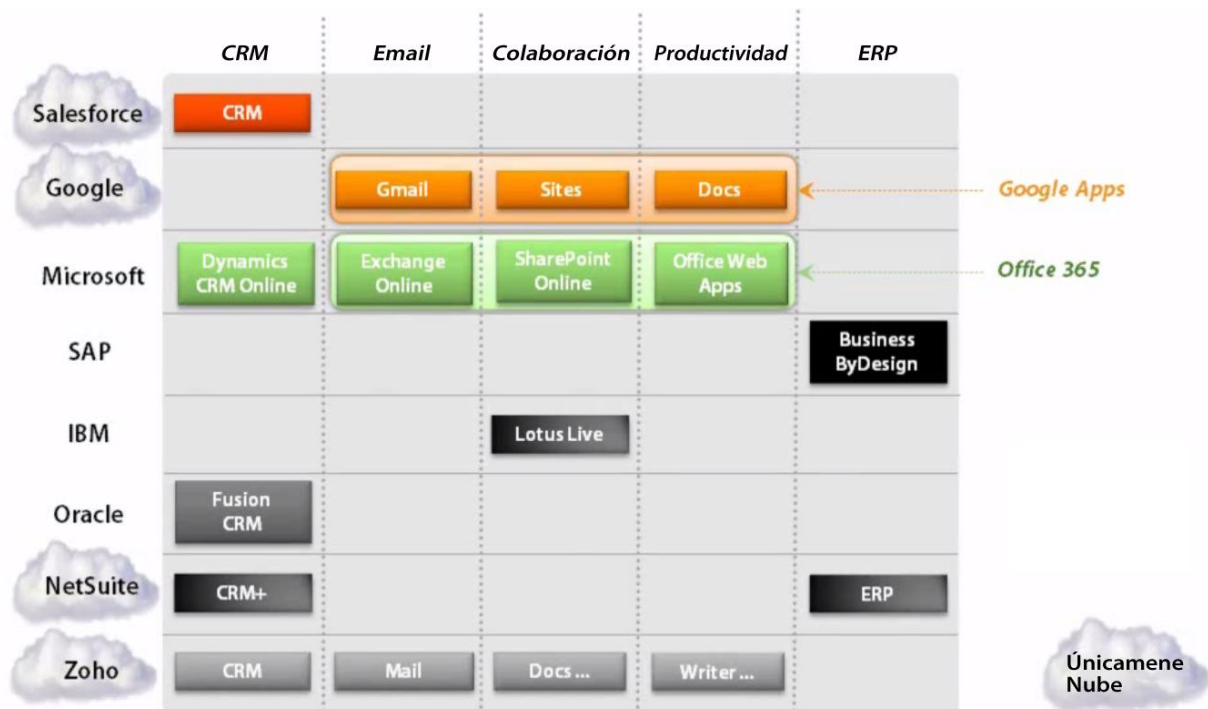 CRM Email Colaboración Productividad ERP
Salesforce CRM
Google Gmail Sites Docs Google Apps
Microsoft
Dynamics
CRM Online
Exchange
Online
SharePoint
Online
Office Web
Apps
Office 365
SAP
Business
ByDesign
IBM Lotus Live
Oracle
Fusion
CRM
NetSuite CRM+ ERP
Zoho CRM Mail Docs ... Writer ...
Únicamene
Nube